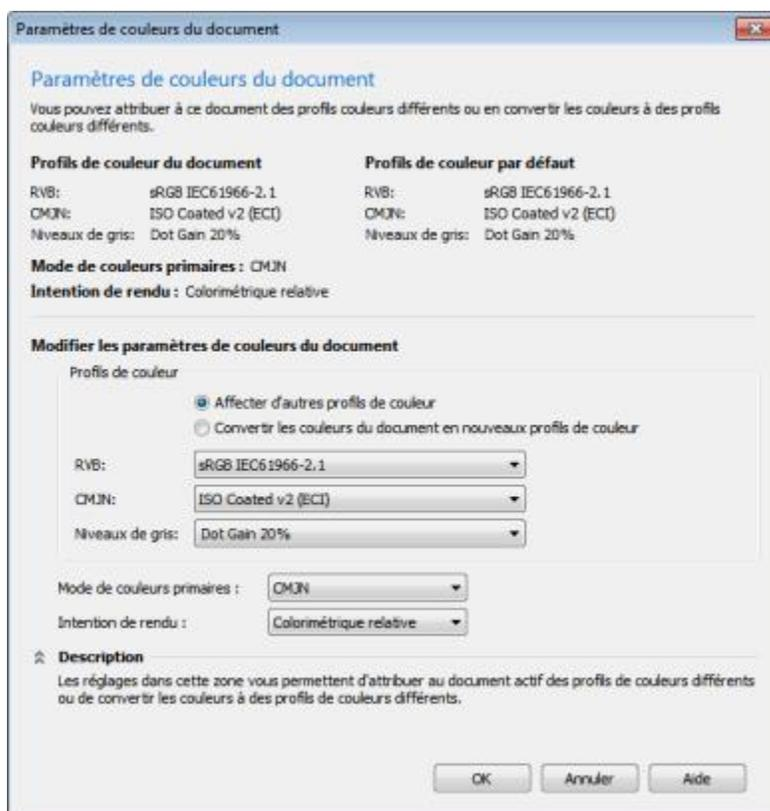 Paramètres de couleurs du document
Paramètres de couleurs du document
Vous pouvez attribuer à ce document des profils couleurs différents ou en convertir les couleurs à des profils
couleurs différents.
Profils de couleur du document
RVB: sRGB IEC61966-2.1
CMJN: ISO Coated v2 (ECI)
Niveaux de gris: Dot Gain 20%
Profils de couleur par défaut
RVB: sRGB IEC61966-2.1
CMJN: ISO Coated v2 (ECI)
Niveaux de gris: Dot Gain 20%
Mode de couleurs primaires : CMJN
Intention de rendu : Colorimétrique relative
Modifier les paramètres de couleurs du document
Profils de couleur
Affecter d'autres profils de couleur
Convertir les couleurs du document en nouveaux profils de couleur
RVB: sRGB IEC61966-2.1
CMJN: ISO Coated v2 (ECI)
Niveaux de gris: Dot Gain 20%
Mode de couleurs primaires : CMJN
Intention de rendu : Colorimétrique relative
Description
Les réglages dans cette zone vous permettent d'attribuer au document actif des profils de couleurs différents
ou de convertir les couleurs à des profils de couleurs différents.
OK Annuler Aide